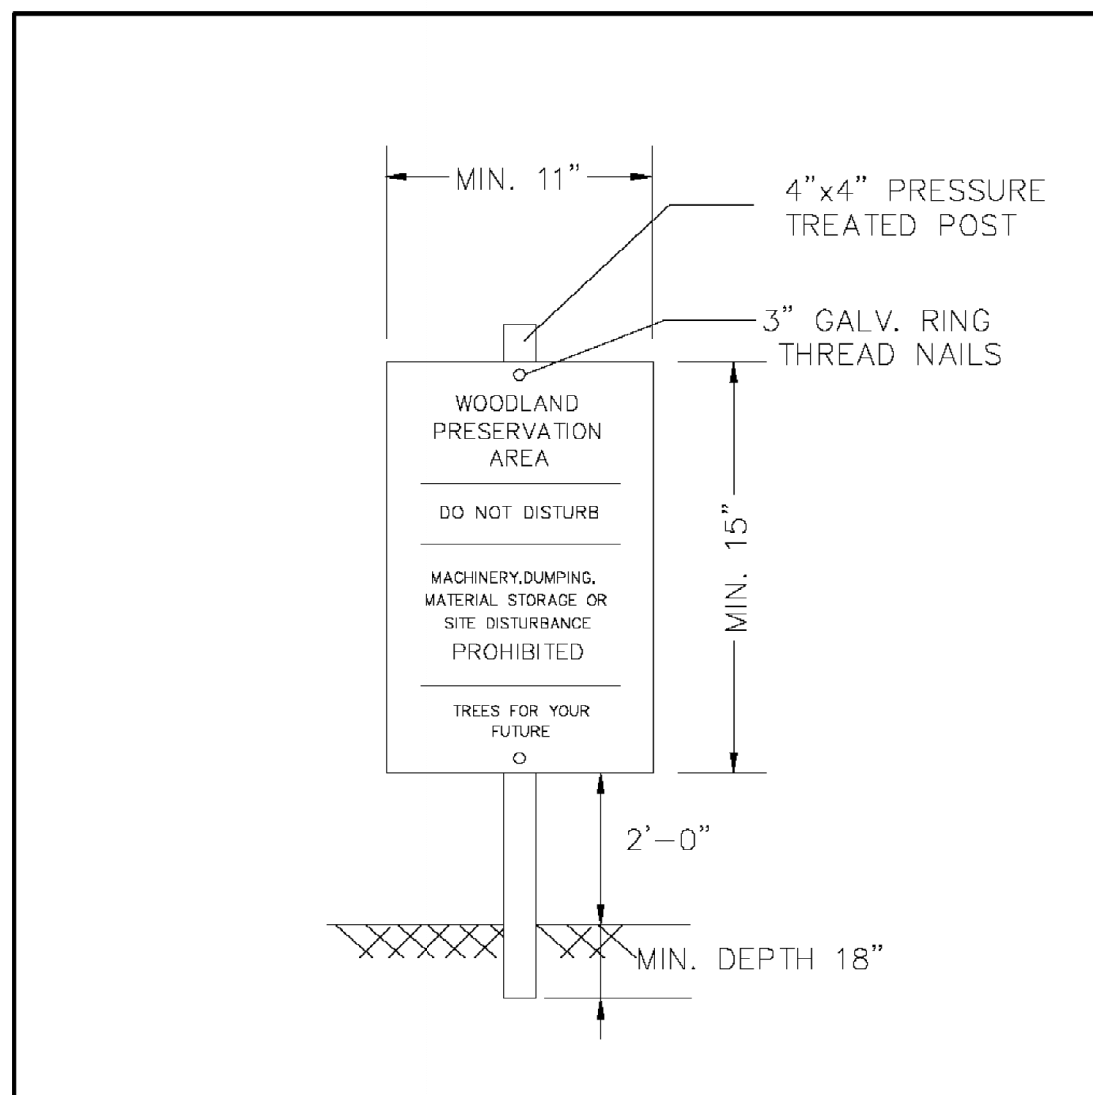 MIN. 11”
4”x4” PRESSURE
TREATED POST
3” GALV. RING
THREAD NAILS
WOODLAND
PRESERVATION
AREA
DO NOT DISTURB
MACHINERY,DUMPING,
MATERIAL STORAGE OR
SITE DISTURBANCE
PROHIBITED
TREES FOR YOUR
FUTURE
MIN. 15”
2’–0”
MIN. DEPTH 18”